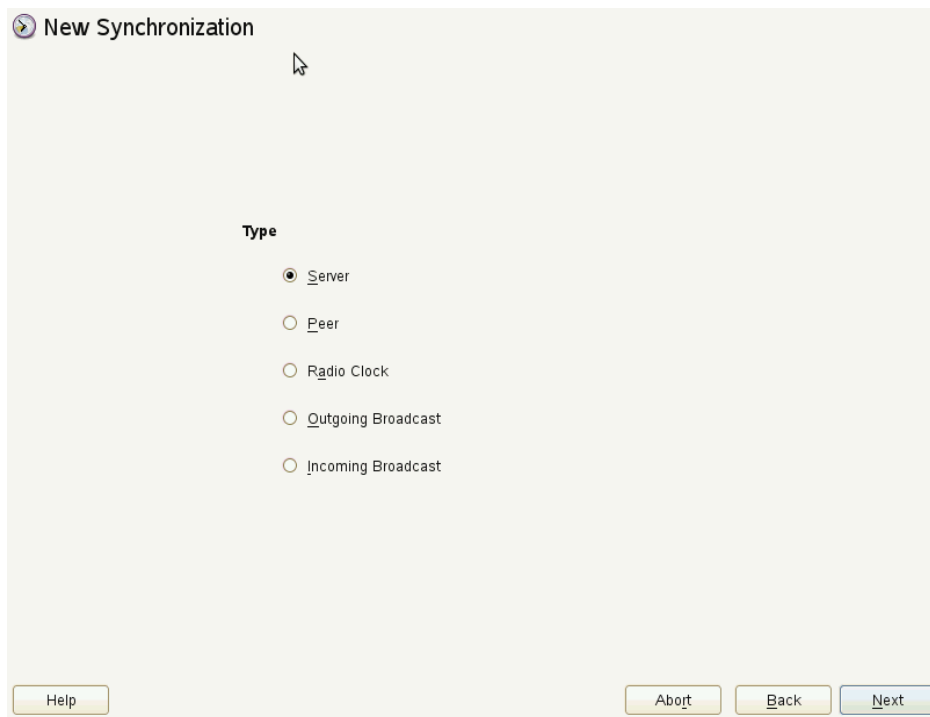 New Synchronization
Type
Server
Peer
Radio Clock
Outgoing Broadcast
Incoming Broadcast
Help
Abort
Back
Next